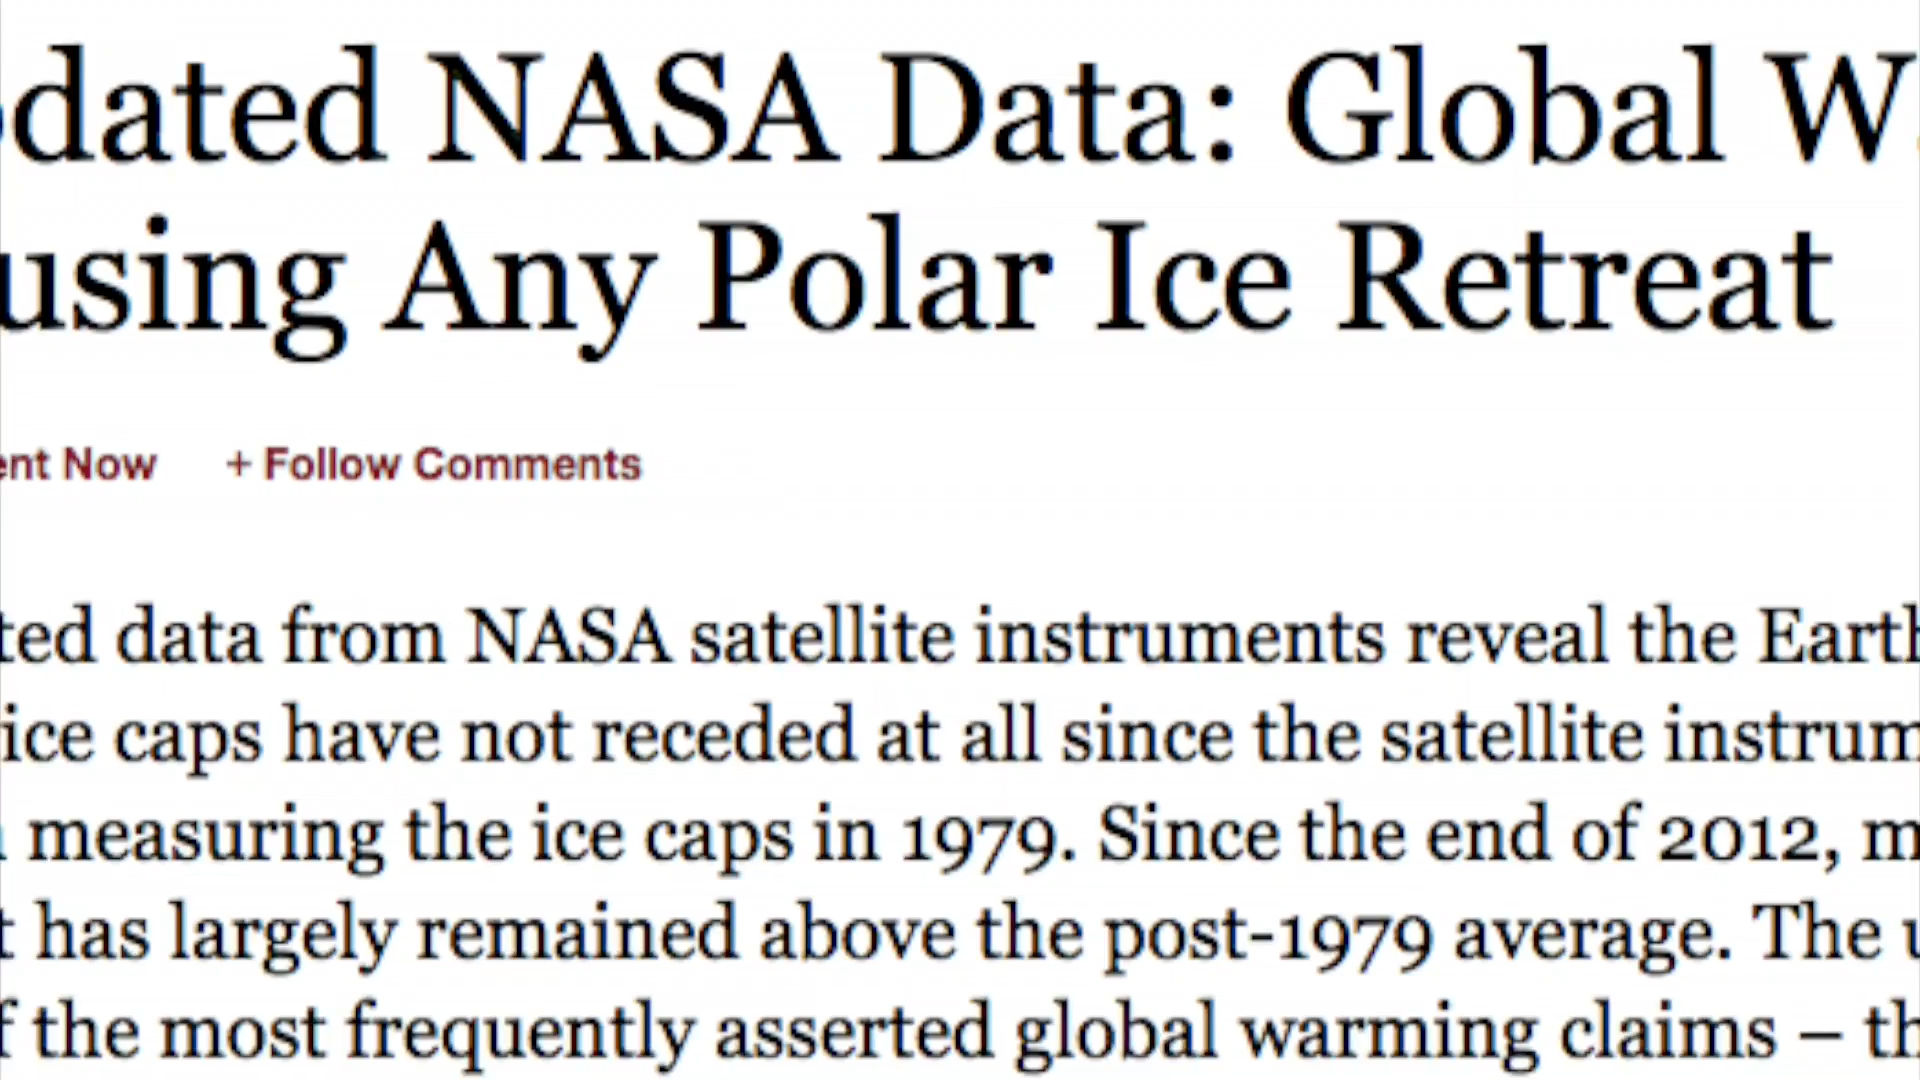 dated NASA Data: Global W
using Any Polar Ice Retreat
ent Now + Follow Comments
ted data from NASA satellite instruments reveal the Earth
ice caps have not receded at all since the satellite instrum
measuring the ice caps in 1979. Since the end of 2012, m
t has largely remained above the post-1979 average. The u
f the most frequently asserted global warming claims – th